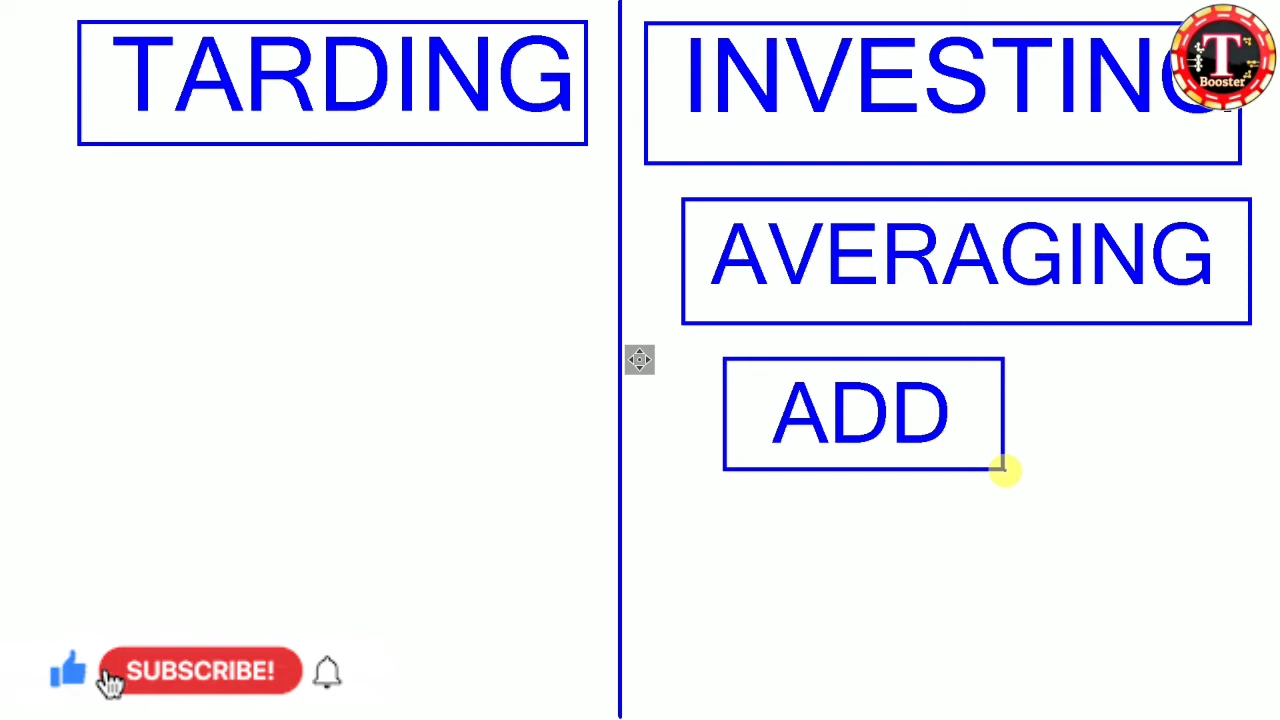 TARDING
INVESTING
T
Booster
AVERAGING
ADD
SUBSCRIBE!